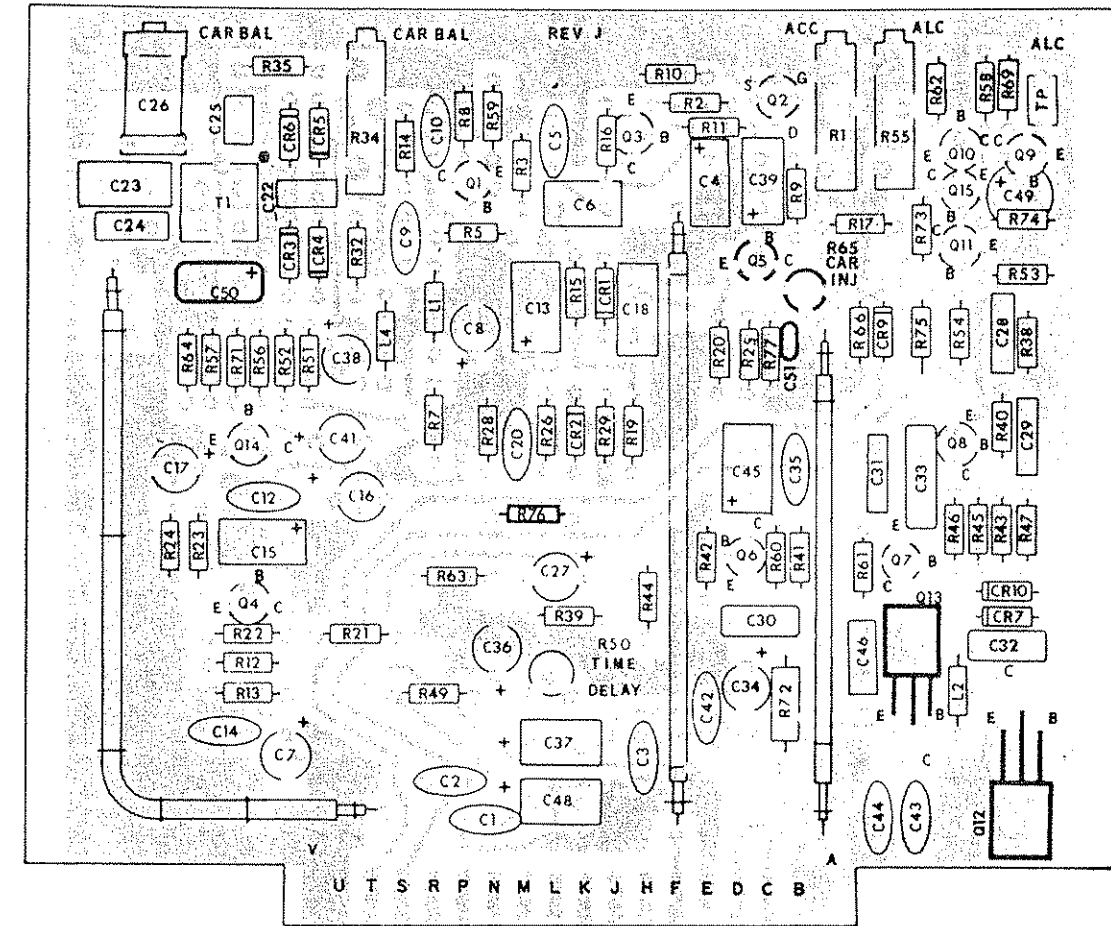 CAR BAL CAR BAL REV J ACC ALC ALC
R35 R10
C26 C25 CR6 CR5 R34 R14 C10 R8 R59 R3 C5 R16 E Q3 B C R2 R11 S Q2 G D R1 R55 R62 R58 R69 TP
C23 T1 C22 C Q1 E B C6 + C4 C39 + R9 B E Q10 C C Q9 E B Q15 E + C49
C24 CR3 CR4 R32 C9 R5 R17 R73 B C Q11 E B R74
C50 + L1 C8 + C13 + R15 CR1 C18 B E Q5 C R65 CAR INJ R53
R64 R57 R71 R56 R52 R51 + C38 L4 R20 R25 R77 C51 R66 CR9 R75 R54 C28 R38
B E Q14 C + C41 R7 R28 C20 R26 CR21 R29 R19 C45 + C35 C31 C33 E Q8 B C R40 C29
C17 + C12 + C16
R24 R23 C15 + R76 R42 C B Q6 E R60 R41 E R61 Q7 B C R46 R45 R43 R47
B E Q4 C R63 C27 + R44 Q13 CR10
R22 R21 R39 C30 CR7
R12 C36 + R50 TIME DELAY + C34 C46 C32
R13 R49 C42 R72 E B L2 C
C14 + C7 + C37 C3 E B
C2 + C48 C
C1 C44 C43 Q12
V A
U T S R P N M L K J H F E D C B